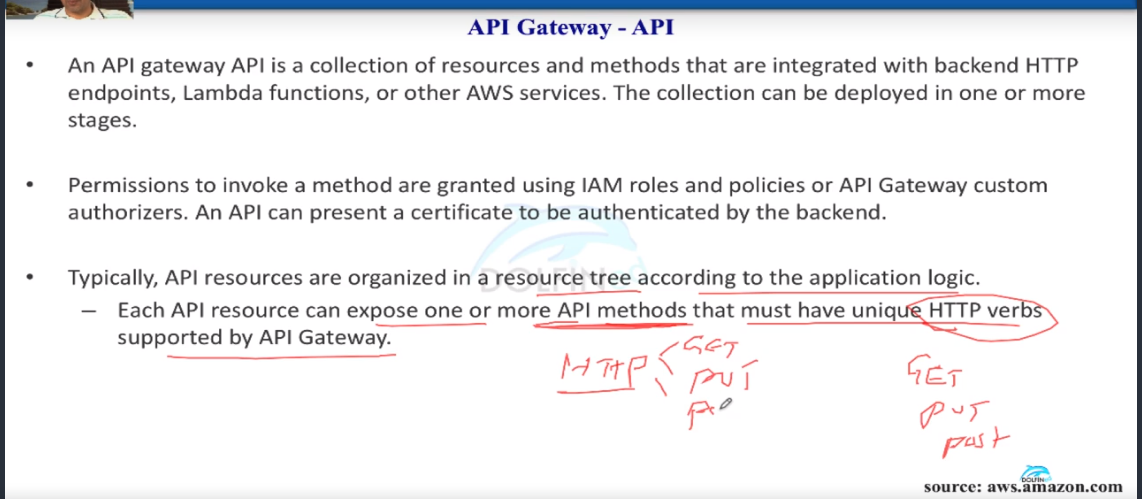 API Gateway - API
• An API gateway API is a collection of resources and methods that are integrated with backend HTTP
endpoints, Lambda functions, or other AWS services. The collection can be deployed in one or more
stages.
• Permissions to invoke a method are granted using IAM roles and policies or API Gateway custom
authorizers. An API can present a certificate to be authenticated by the backend.
DOLFIN
• Typically, API resources are organized in a resource tree according to the application logic.
– Each API resource can expose one or more API methods that must have unique HTTP verbs
supported by API Gateway.
HTTP
GET
PUT
GET
PUT
Post
DOLFIN
source: aws.amazon.com